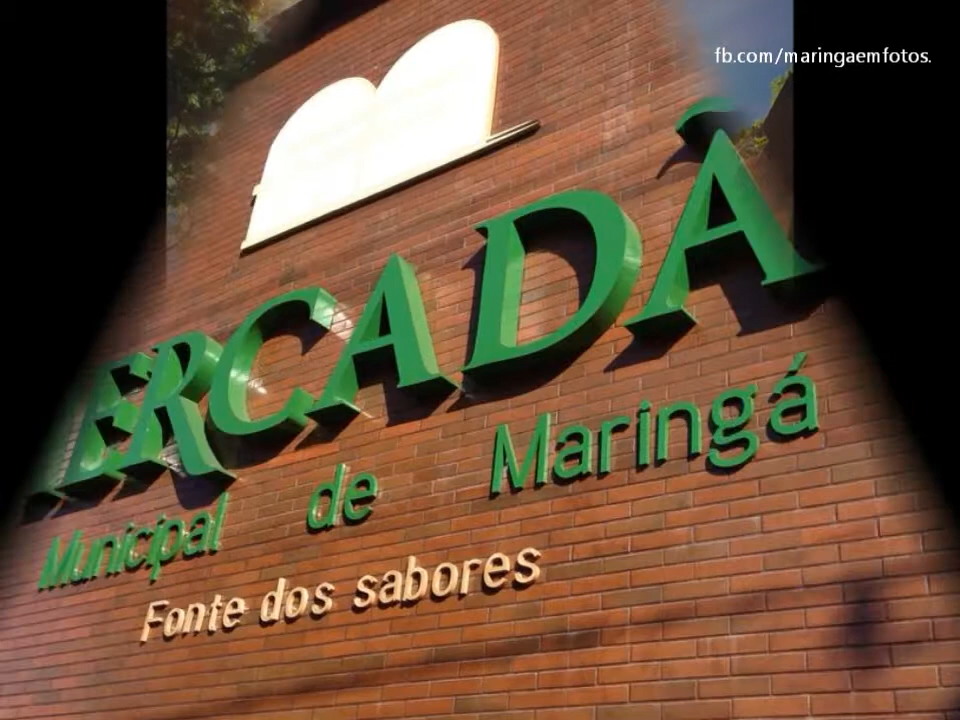 fb.com/maringaemfotos.
ERCADÃ
Municipal de Maringá
Fonte dos sabores